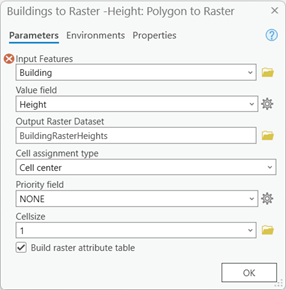 Buildings to Raster -Height: Polygon to Raster
Parameters Environments Properties
Input Features
Building
Value field
Height
Output Raster Dataset
BuildingRasterHeights
Cell assignment type
Cell center
Priority field
NONE
Cellsize
1
Build raster attribute table
OK